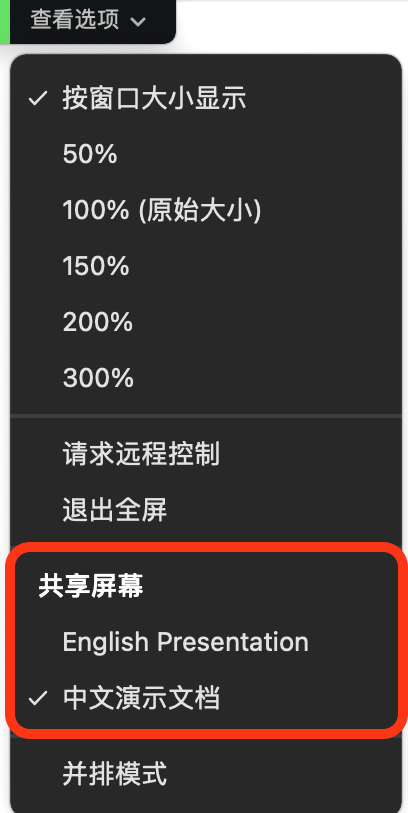 查看选项
按窗口大小显示
50%
100% (原始大小)
150%
200%
300%
请求远程控制
退出全屏
共享屏幕
English Presentation
中文演示文档
并排模式